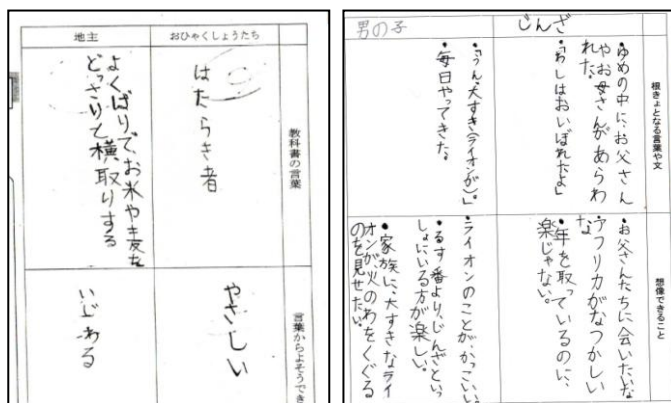 おひゃくしょうたち
地主
教科書の言葉
はたらき者
よくばりで、お米や麦を
どっさりと横取りする
言葉からよそうでき
やさしい
いじわる
じんざ
男の子
根きょとなる言葉や文
・ゆめの中に、お父さん
やお母さんがあらわ
れた。
・「わしはおいぼれたよ」
・「うん、大すき(ライオンが)。」
・毎日やってきた。
想像できること
・お父さんたちに会いたいな
アフリカがなつかしい
な
・年を取っているのに、
楽じゃない。
・ライオンのことが、かっこいい。
・るす番より、じんざといっ
しょにいる方が楽しい。
・家族に、大すきなライ
オンが火のわをくぐる
のを見せたい。